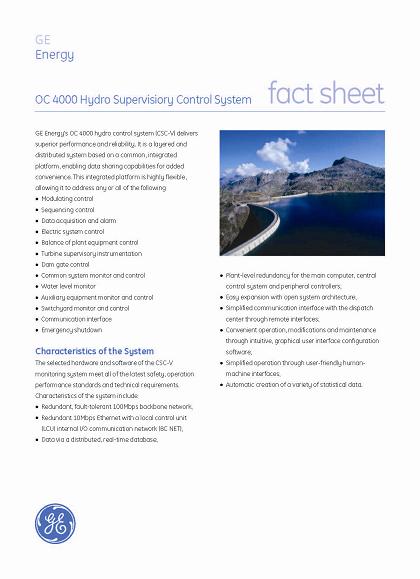 GE
Energy
OC 4000 Hydro Supervisiory Control System
fact sheet
GE Energy's OC 4000 hydro control system (CSC-V) delivers
superior performance and reliability. It is a layered and
distributed system based on a common, integrated
platform, enabling data sharing capabilities for added
convenience. This integrated platform is highly flexible,
allowing it to address any or all of the following:
• Modulating control
• Sequencing control
• Data acquisition and alarm
• Electric system control
• Balance of plant equipment control
• Turbine supervisory instrumentation
• Dam gate control
• Common system monitor and control
• Water level monitor
• Auxiliary equipment monitor and control
• Switchyard monitor and control
• Communication interface
• Emergency shutdown
Characteristics of the System
The selected hardware and software of the CSC-V
monitoring system meet all of the latest safety, operation
performance standards and technical requirements.
Characteristics of the system include:
• Redundant, fault-tolerant 100Mbps backbone network,
• Redundant 10Mbps Ethernet with a local control unit
(LCU) internal I/O communication network (BC NET),
• Data via a distributed, real-time database,
• Plant-level redundancy for the main computer, central
control system and peripheral controllers,
• Easy expansion with open system architecture,
• Simplified communication interface with the dispatch
center through remote interfaces,
• Convenient operation, modifications and maintenance
through intuitive, graphical user interface configuration
software,
• Simplified operation through user-friendly human-
machine interfaces,
• Automatic creation of a variety of statistical data.
GE